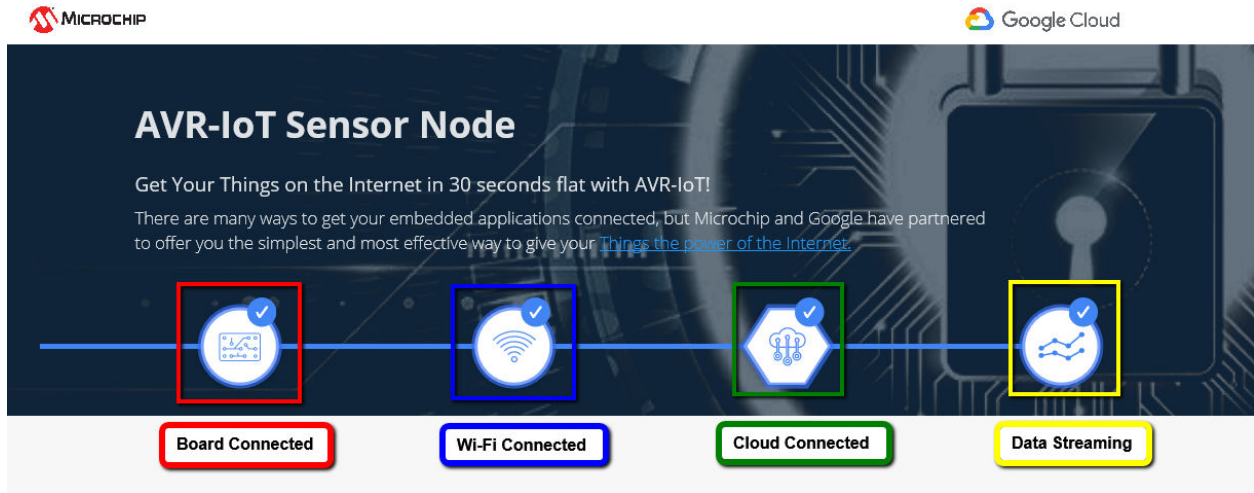 MICROCHIP
Google Cloud
AVR-IoT Sensor Node
Get Your Things on the Internet in 30 seconds flat with AVR-IoT!
There are many ways to get your embedded applications connected, but Microchip and Google have partnered
to offer you the simplest and most effective way to give your Things the power of the Internet.
Board Connected
Wi-Fi Connected
Cloud Connected
Data Streaming